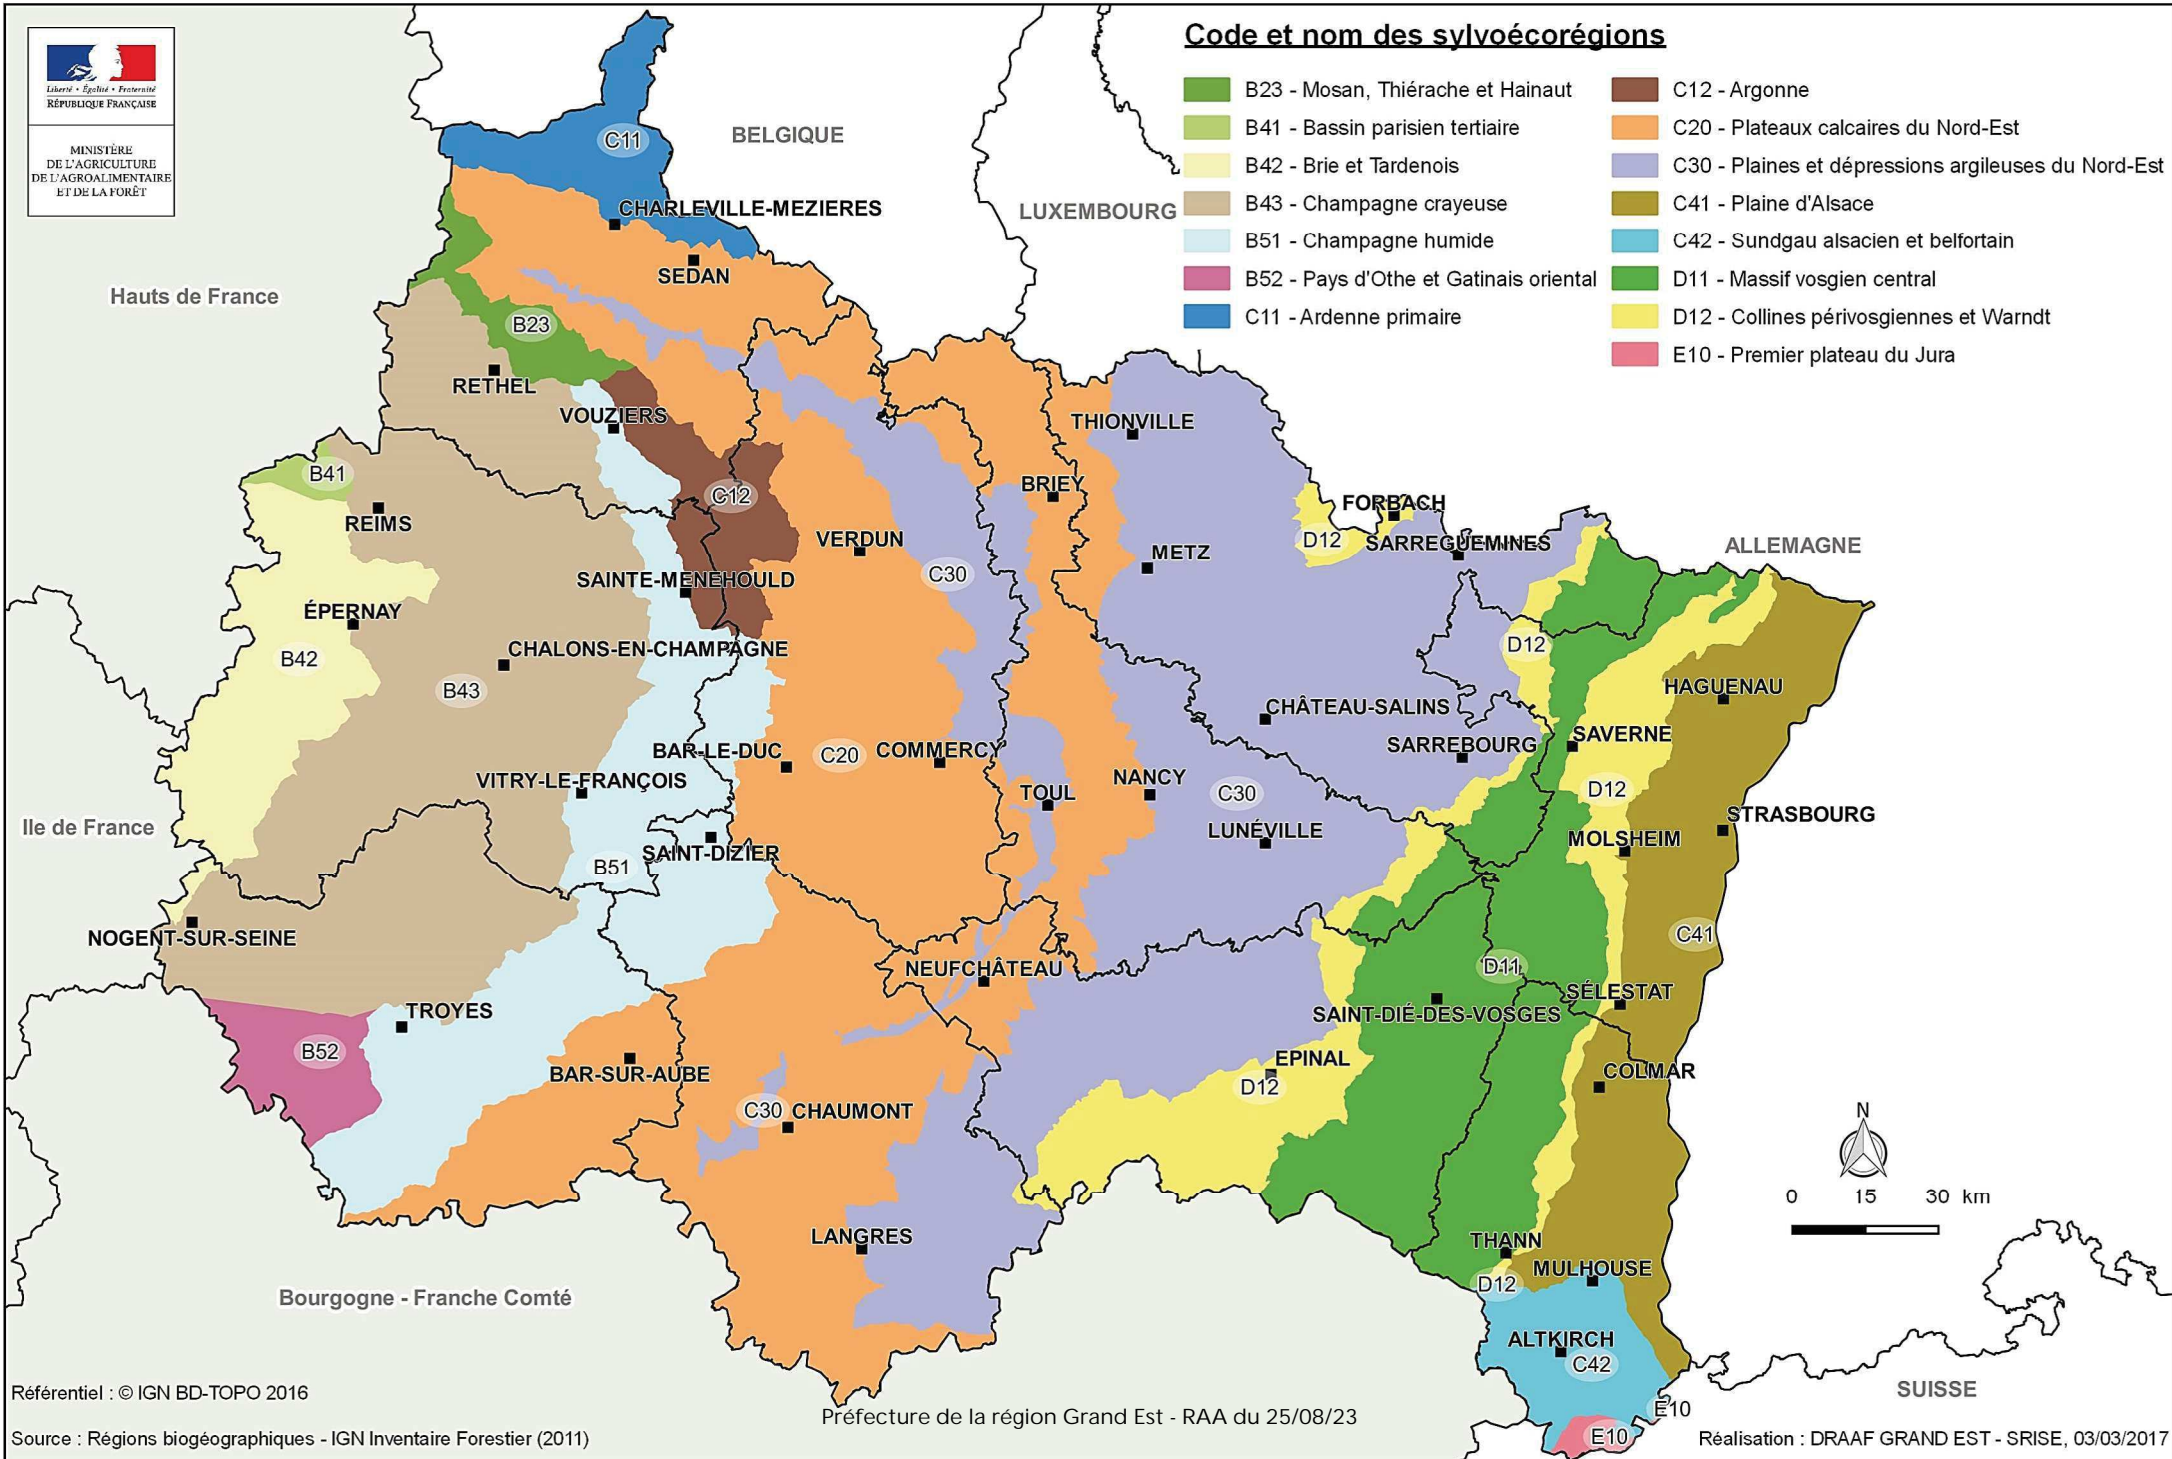 Liberté • Égalité • Fraternité
RÉPUBLIQUE FRANÇAISE
MINISTÈRE
DE L'AGRICULTURE
DE L'AGROALIMENTAIRE
ET DE LA FORÊT
Code et nom des sylvoécorégions
B23 - Mosan, Thiérache et Hainaut
B41 - Bassin parisien tertiaire
B42 - Brie et Tardenois
B43 - Champagne crayeuse
B51 - Champagne humide
B52 - Pays d'Othe et Gatinais oriental
C11 - Ardenne primaire
C12 - Argonne
C20 - Plateaux calcaires du Nord-Est
C30 - Plaines et dépressions argileuses du Nord-Est
C41 - Plaine d'Alsace
C42 - Sundgau alsacien et belfortain
D11 - Massif vosgien central
D12 - Collines périvosgiennes et Warndt
E10 - Premier plateau du Jura
BELGIQUE
C11
CHARLEVILLE-MEZIERES
LUXEMBOURG
SEDAN
Hauts de France
B23
RETHEL
VOUZIERS
THIONVILLE
B41
BRIEY
C12
FORBACH
REIMS
VERDUN
D12
SARREGUEMINES
ALLEMAGNE
METZ
C30
SAINTE-MENEHOULD
ÉPERNAY
CHALONS-EN-CHAMPAGNE
D12
B42
B43
HAGUENAU
CHÂTEAU-SALINS
SAVERNE
BAR-LE-DUC
C20
COMMERCY
SARREBOURG
VITRY-LE-FRANÇOIS
NANCY
TOUL
C30
D12
STRASBOURG
Ile de France
LUNÉVILLE
MOLSHEIM
SAINT-DIZIER
B51
NOGENT-SUR-SEINE
C41
NEUFCHÂTEAU
D11
SÉLESTAT
TROYES
SAINT-DIÉ-DES-VOSGES
B52
EPINAL
BAR-SUR-AUBE
COLMAR
D12
C30
CHAUMONT
N
0 15 30 km
LANGRES
THANN
MULHOUSE
D12
Bourgogne - Franche Comté
ALTKIRCH
C42
SUISSE
E10
E10
Référentiel : © IGN BD-TOPO 2016
Préfecture de la région Grand Est - RAA du 25/08/23
Source : Régions biogéographiques - IGN Inventaire Forestier (2011)
Réalisation : DRAAF GRAND EST - SRISE, 03/03/2017